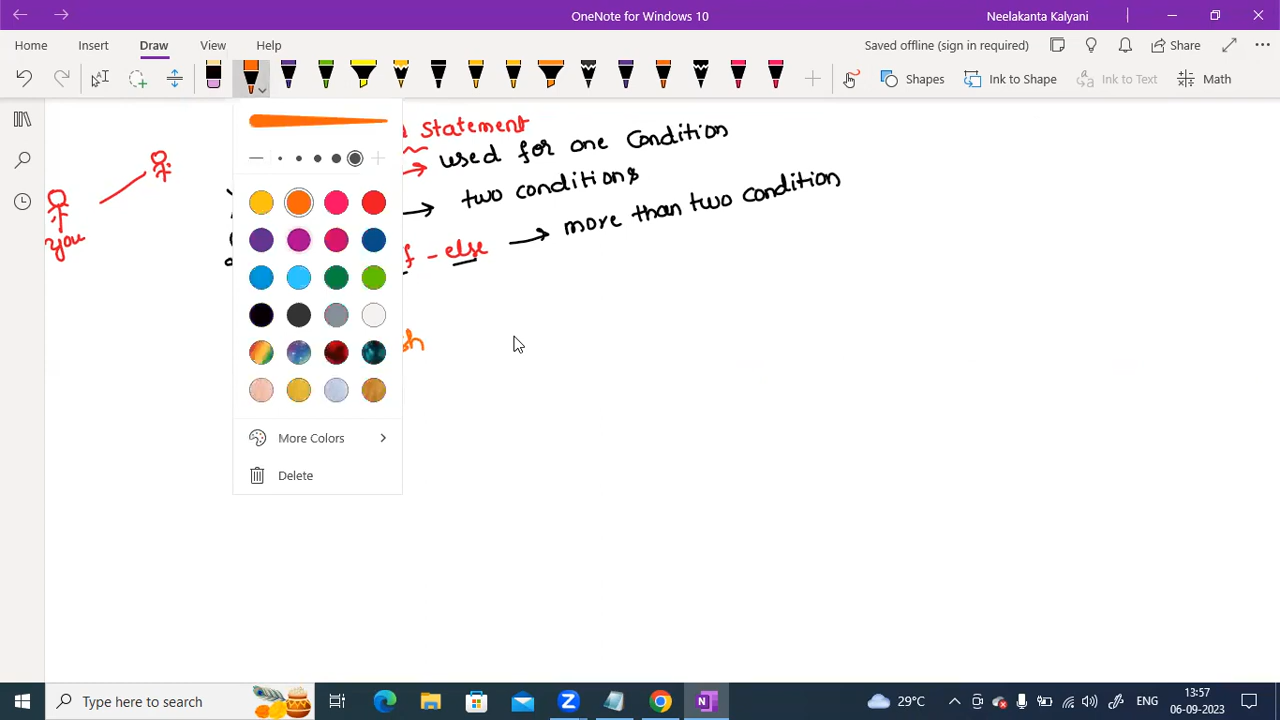 OneNote for Windows 10
Neelakanta Kalyani
Home Insert Draw View Help
Saved offline (sign in required) Share
Shapes Ink to Shape Ink to Text Math
statement
used for one Condition
two conditions
more than two condition
- else
you
More Colors
Delete
Type here to search
29°C
ENG
13:57
06-09-2023